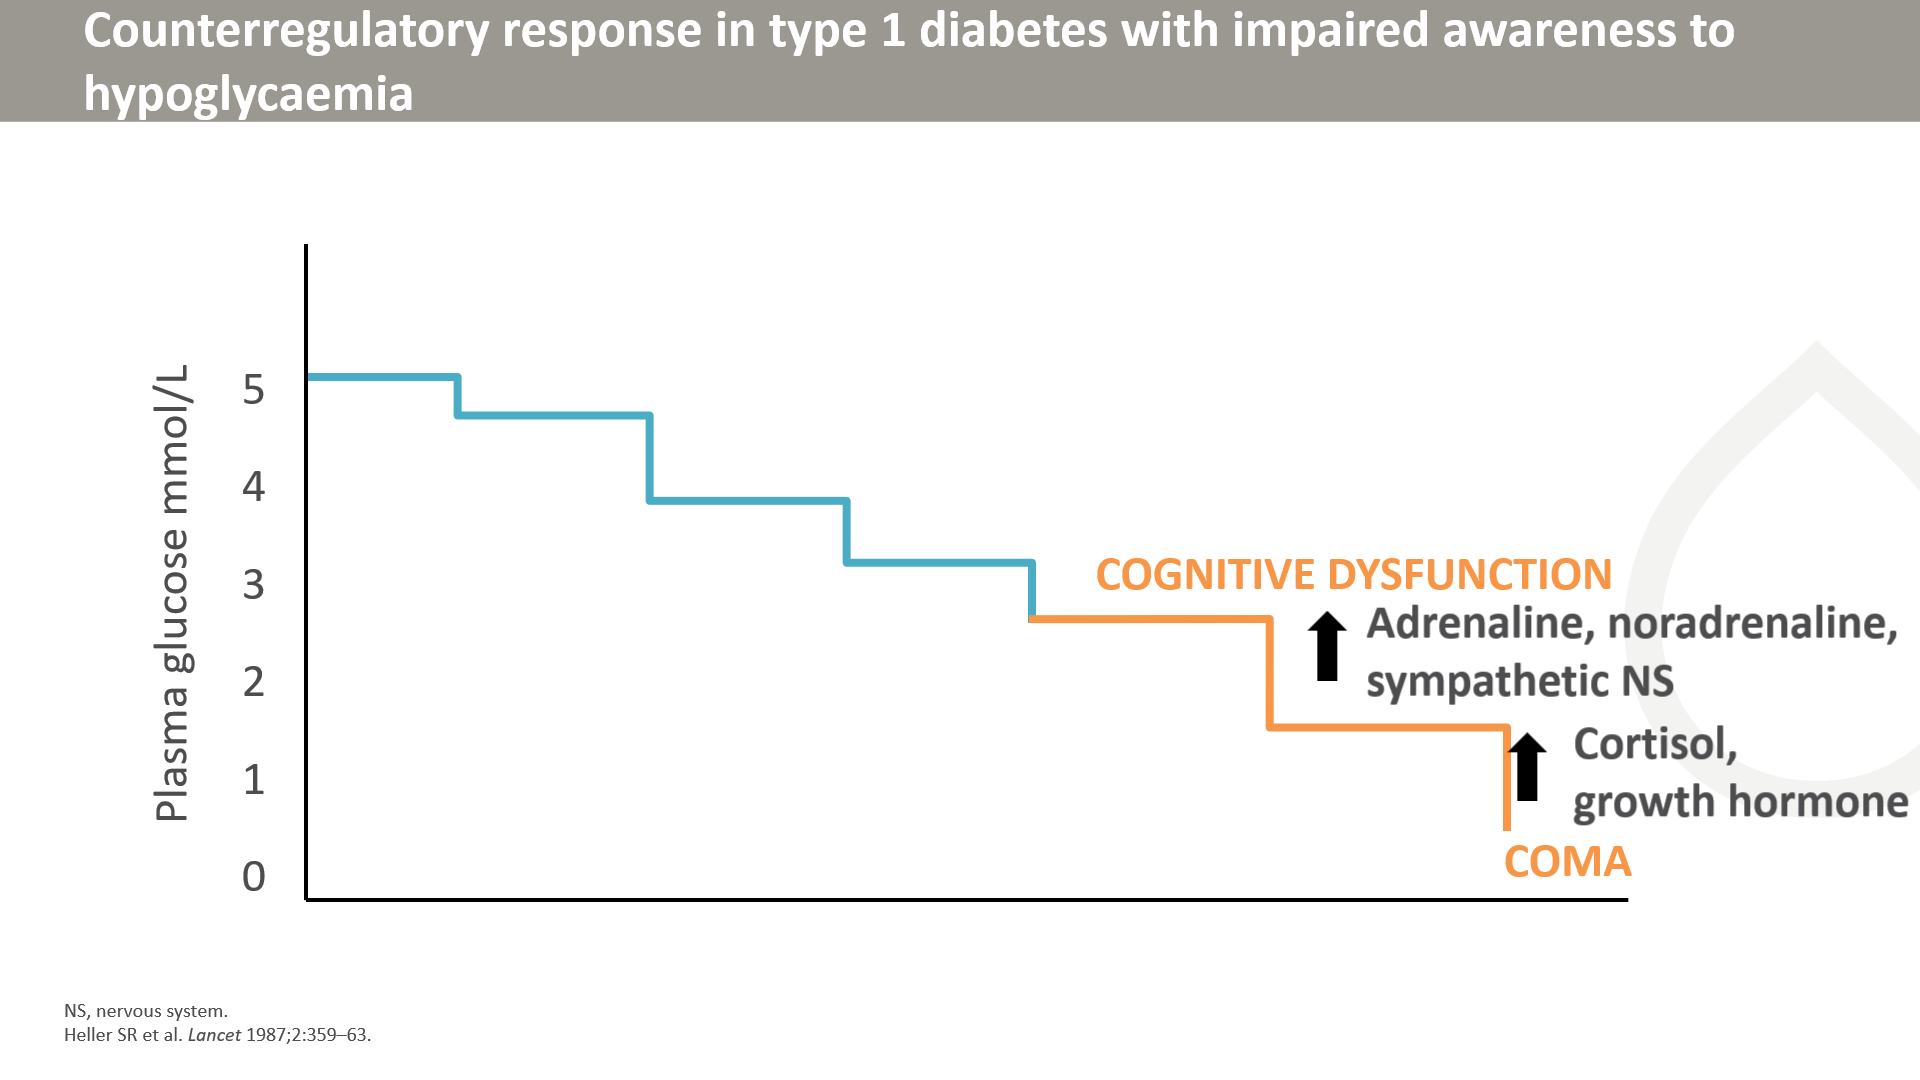 Counterregulatory response in type 1 diabetes with impaired awareness to
hypoglycaemia
Plasma glucose mmol/L
5
4
3
2
1
0
COGNITIVE DYSFUNCTION
Adrenaline, noradrenaline,
sympathetic NS
Cortisol,
growth hormone
COMA
NS, nervous system.
Heller SR et al. Lancet 1987;2:359–63.